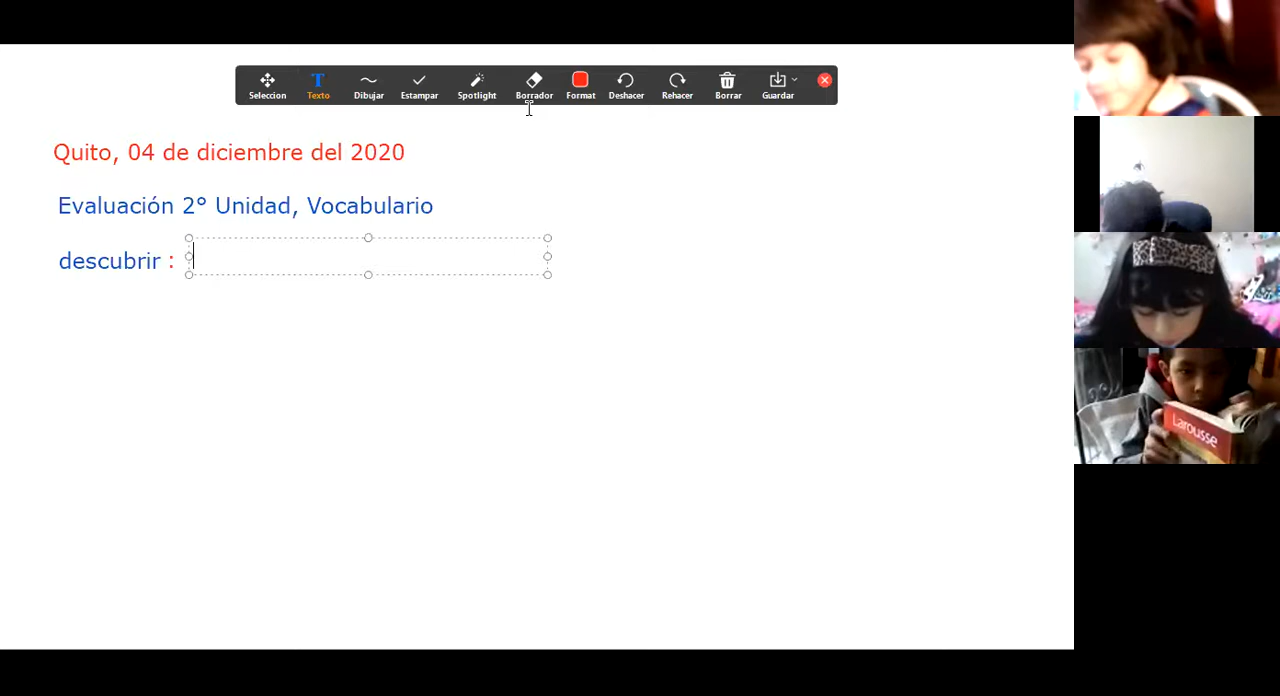 Seleccion Texto Dibujar Estampar Spotlight Borrador Format Deshacer Rehacer Borrar Guardar
Quito, 04 de diciembre del 2020
Evaluación 2° Unidad, Vocabulario
descubrir :
Larousse